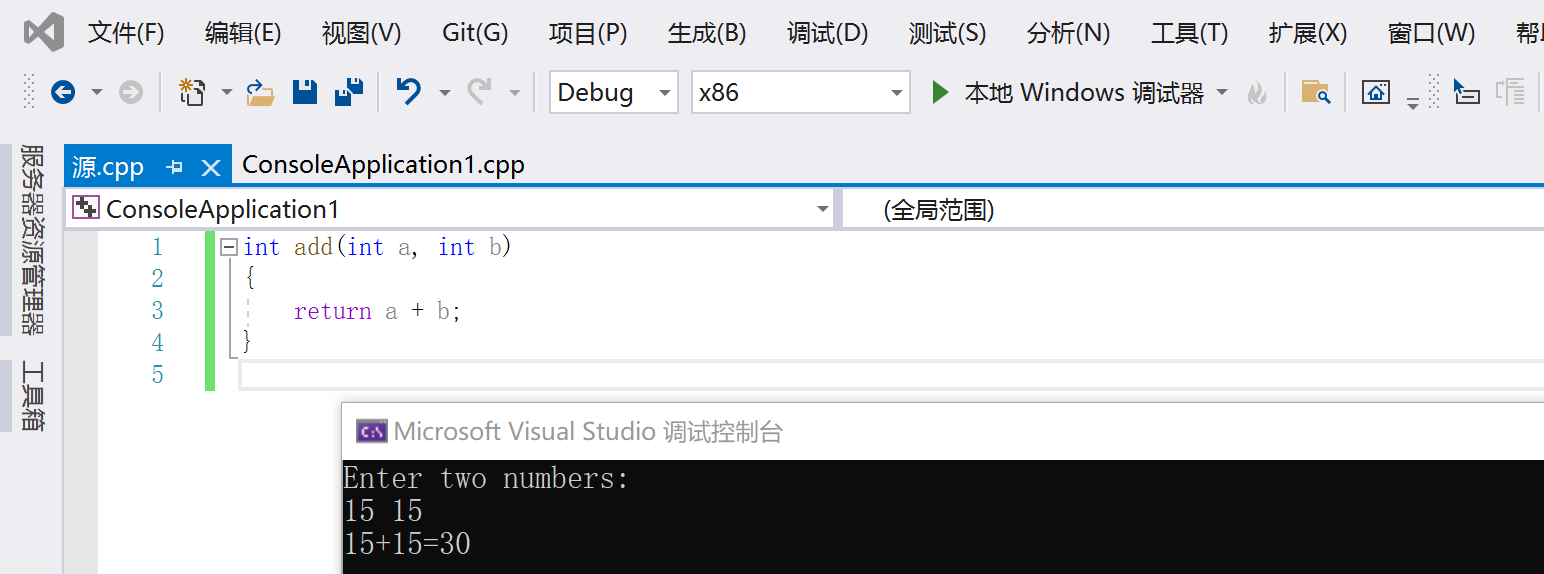 文件(F) 编辑(E) 视图(V) Git(G) 项目(P) 生成(B) 调试(D) 测试(S) 分析(N) 工具(T) 扩展(X) 窗口(W)
Debug x86 本地 Windows 调试器
服务器资源管理器
工具箱
源.cpp ConsoleApplication1.cpp
ConsoleApplication1 (全局范围)
1 int add(int a, int b)
2 {
3 return a + b;
4 }
5
C:\ Microsoft Visual Studio 调试控制台
Enter two numbers:
15 15
15+15=30